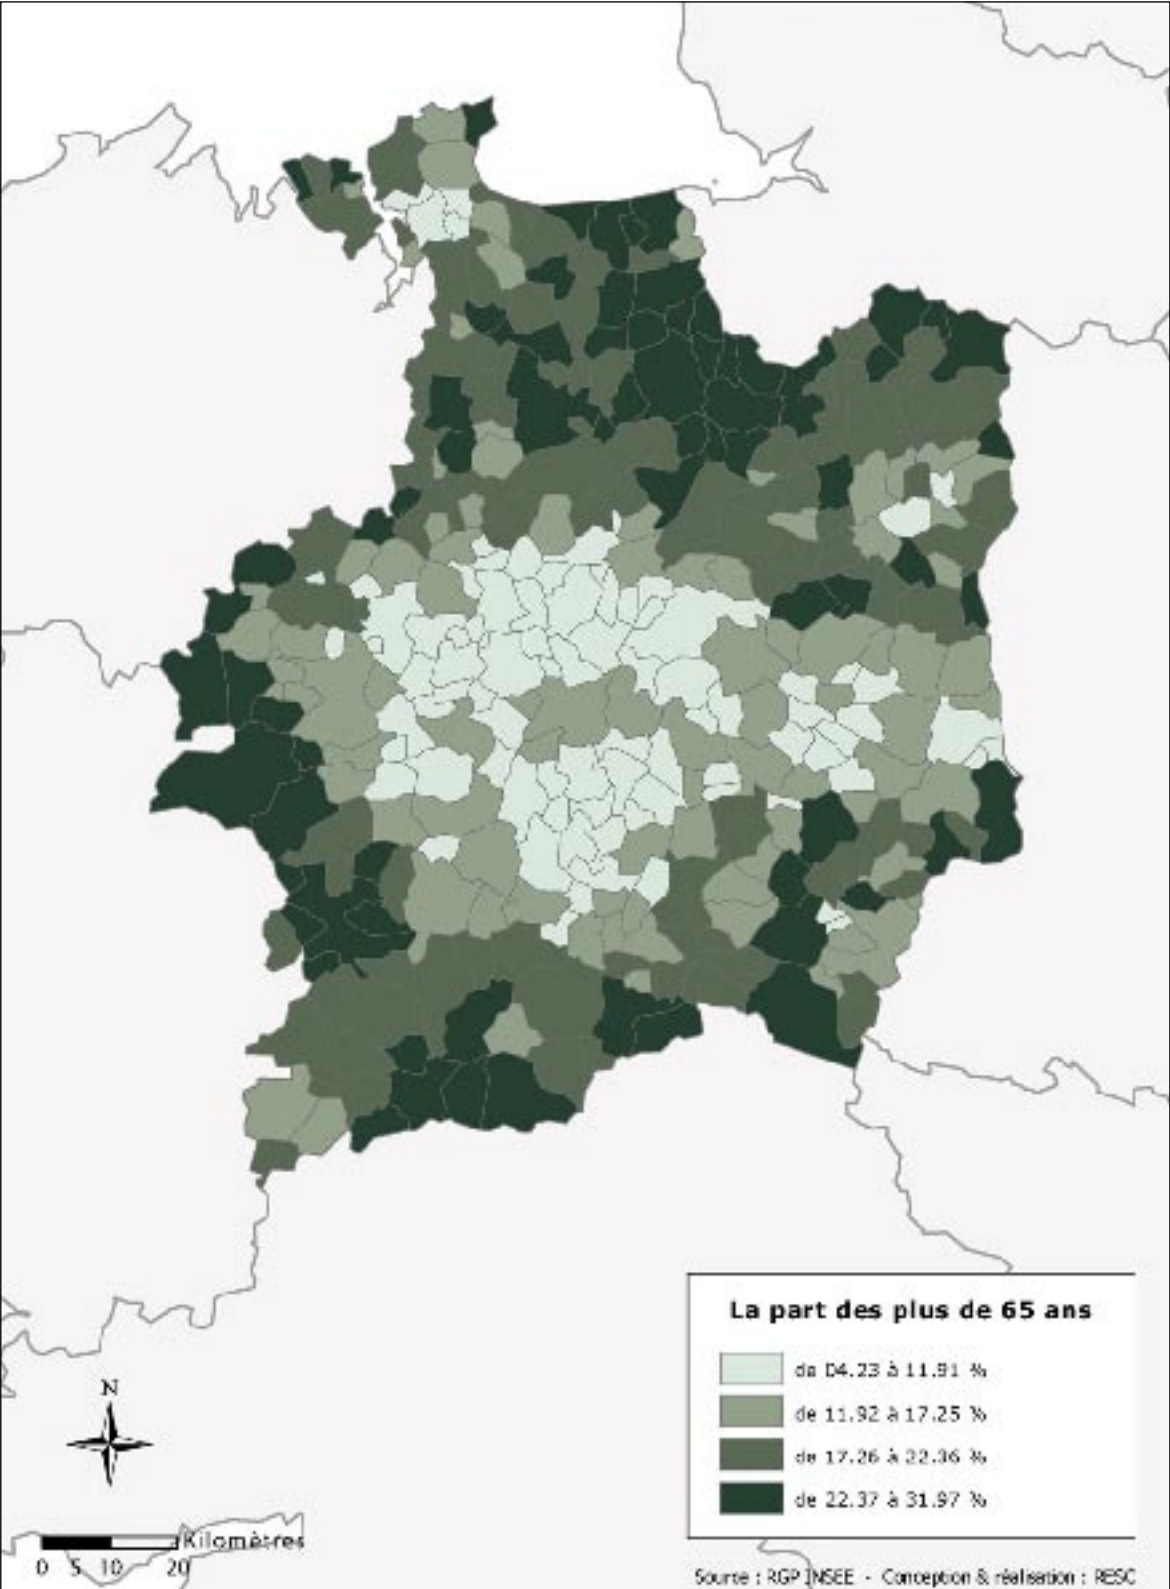 La part des plus de 65 ans
de 04.23 à 11.91 %
de 11.92 à 17.25 %
de 17.26 à 22.36 %
de 22.37 à 31.97 %
N
Kilomètres
0 5 10 20
Source : RGP INSEE - Conception & réalisation : RESO